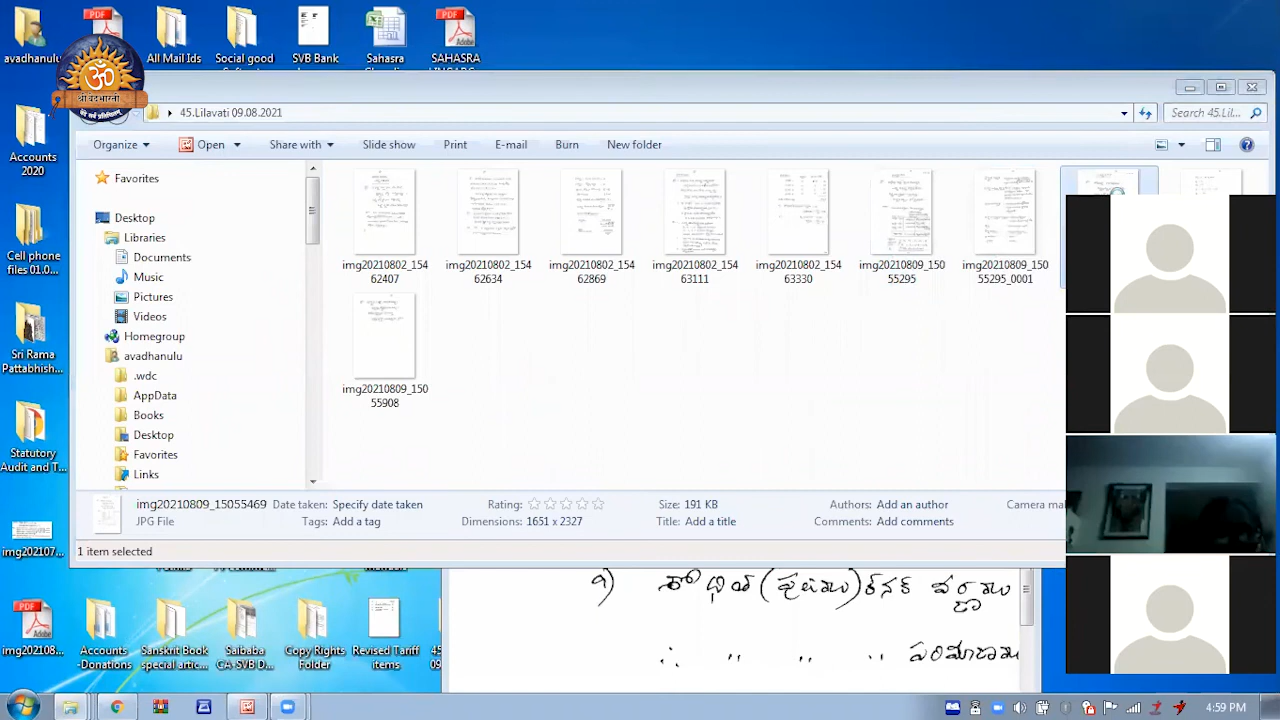 avadhanulu
All Mail Ids
Social good
SVB Bank
Sahasra
SAHASRA
श्री वेदभारती
45.Lilavati 09.08.2021
Search 45.Lil...
Organize
Open
Share with
Slide show
Print
E-mail
Burn
New folder
Accounts
2020
Cell phone
files 01.0...
Sri Rama
Pattabhish...
Statutory
Audit and T...
img202107...
Favorites
Desktop
Libraries
Documents
Music
Pictures
Videos
Homegroup
avadhanulu
.wdc
AppData
Books
Desktop
Favorites
Links
img20210802_154
62407
img20210802_154
62634
img20210802_154
62869
img20210802_154
63111
img20210802_154
63330
img20210809_150
55295
img20210809_150
55295_0001
img20210809_150
55908
img20210809_15055469
JPG File
Date taken: Specify date taken
Tags: Add a tag
Rating:
Dimensions: 1651 x 2327
Size: 191 KB
Title: Add a title
Authors: Add an author
Comments: Add comments
Camera ma
1 item selected
img202108...
Accounts
-Donations
Sanskrit Book
special artic...
Saibaba
GA+SVB D...
Copy Rights
Folder
Revised Tariff
items
4:59 PM